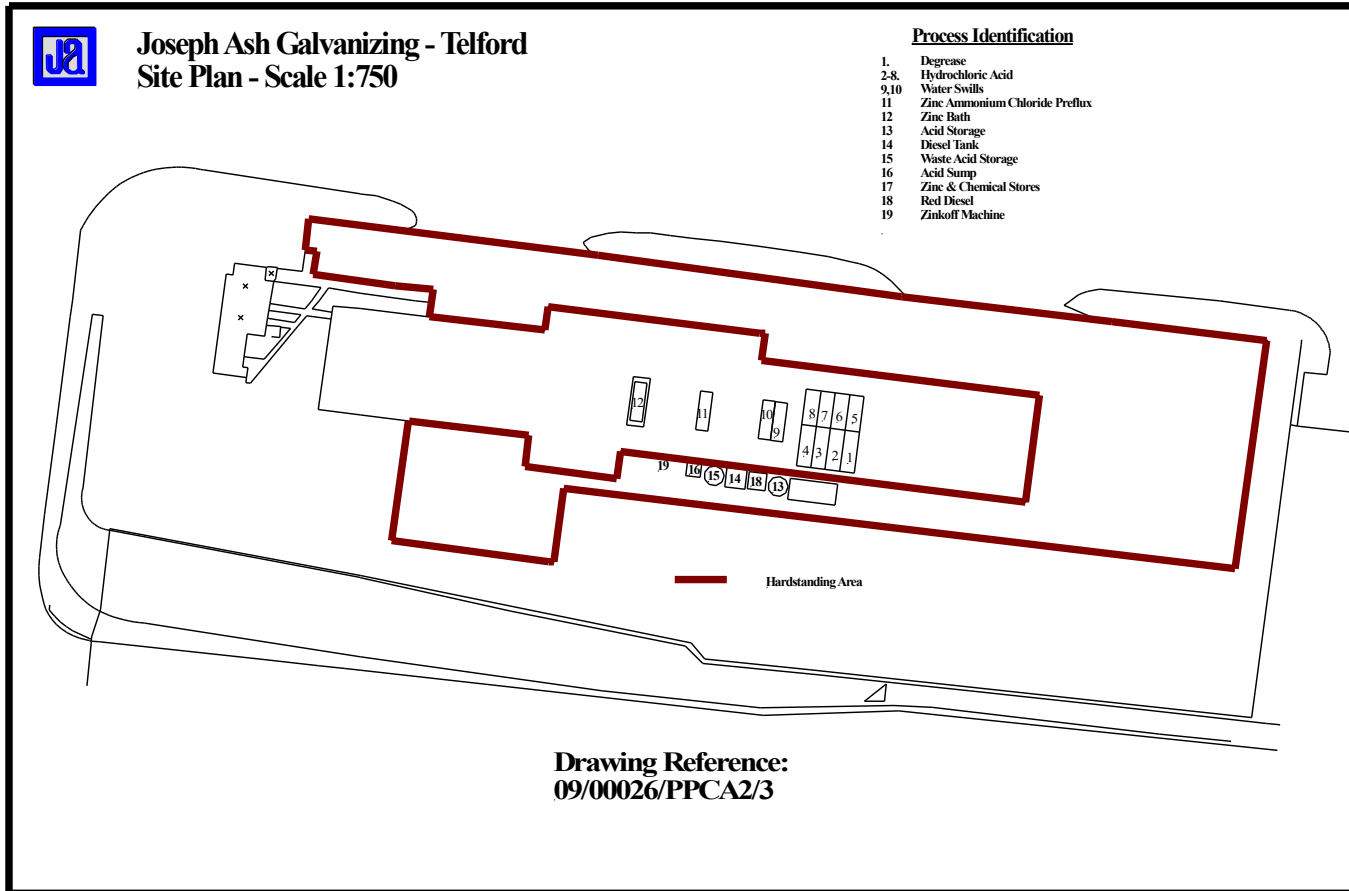 Ja
Joseph Ash Galvanizing - Telford
Site Plan - Scale 1:750
Process Identification
1. Degrease
2-8. Hydrochloric Acid
9,10 Water Swills
11 Zinc Ammonium Chloride Preflux
12 Zinc Bath
13 Acid Storage
14 Diesel Tank
15 Waste Acid Storage
16 Acid Sump
17 Zinc & Chemical Stores
18 Red Diesel
19 Zinkoff Machine
12
11
10
9
8 7 6 5
4 3 2 1
19
16
15
14
18
13
Hardstanding Area
Drawing Reference:
09/00026/PPCA2/3